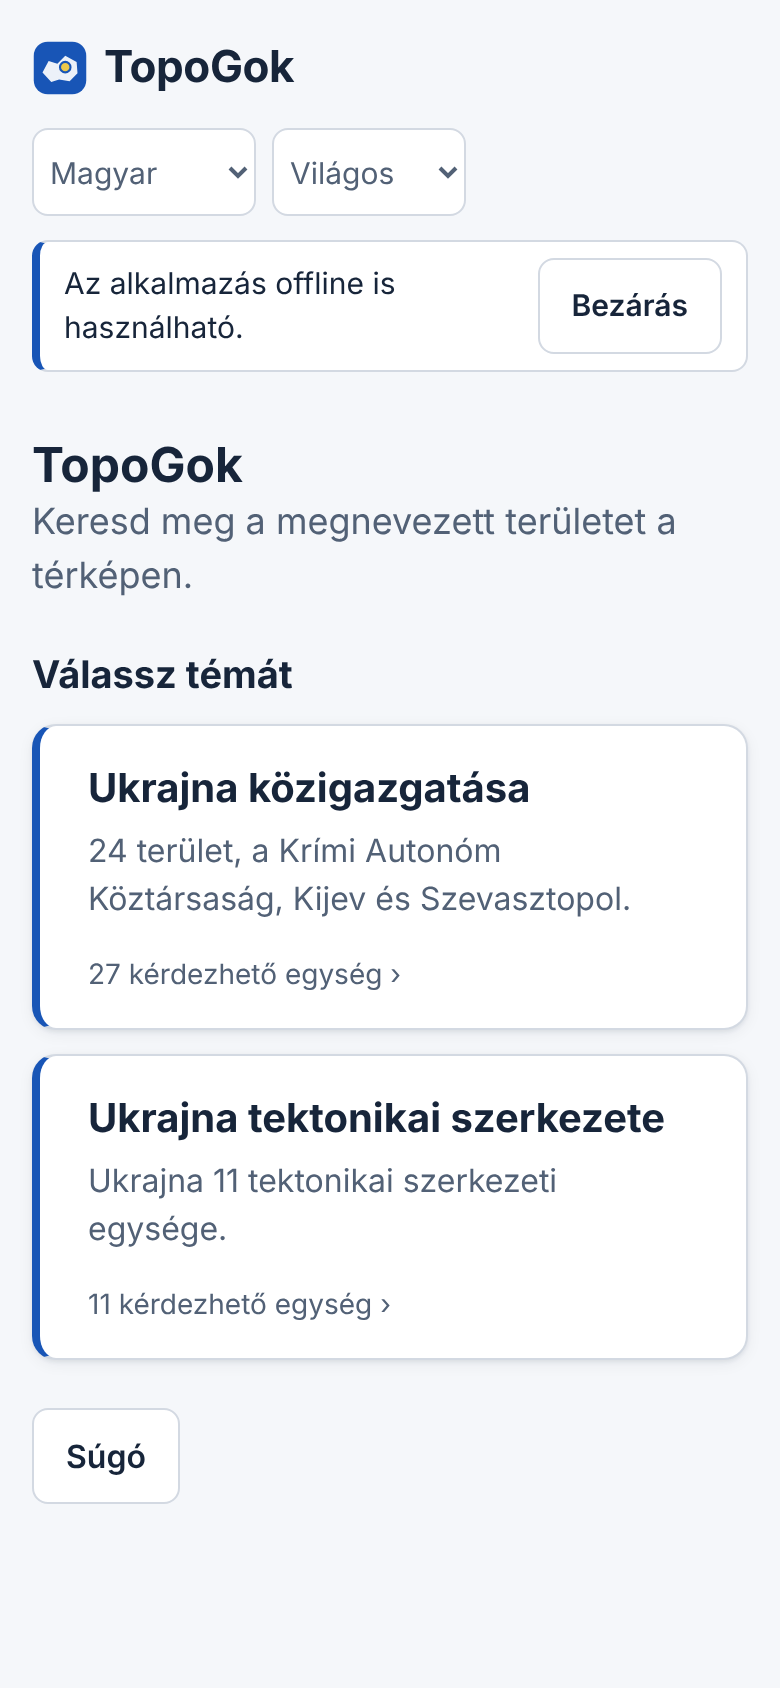 TopoGok
Magyar
Világos
Az alkalmazás offline is
használható.
Bezárás
TopoGok
Keresd meg a megnevezett területet a
térképen.
Válassz témát
Ukrajna közigazgatása
24 terület, a Krími Autonóm
Köztársaság, Kijev és Szevasztopol.
27 kérdezhető egység ›
Ukrajna tektonikai szerkezete
Ukrajna 11 tektonikai szerkezeti
egysége.
11 kérdezhető egység ›
Súgó